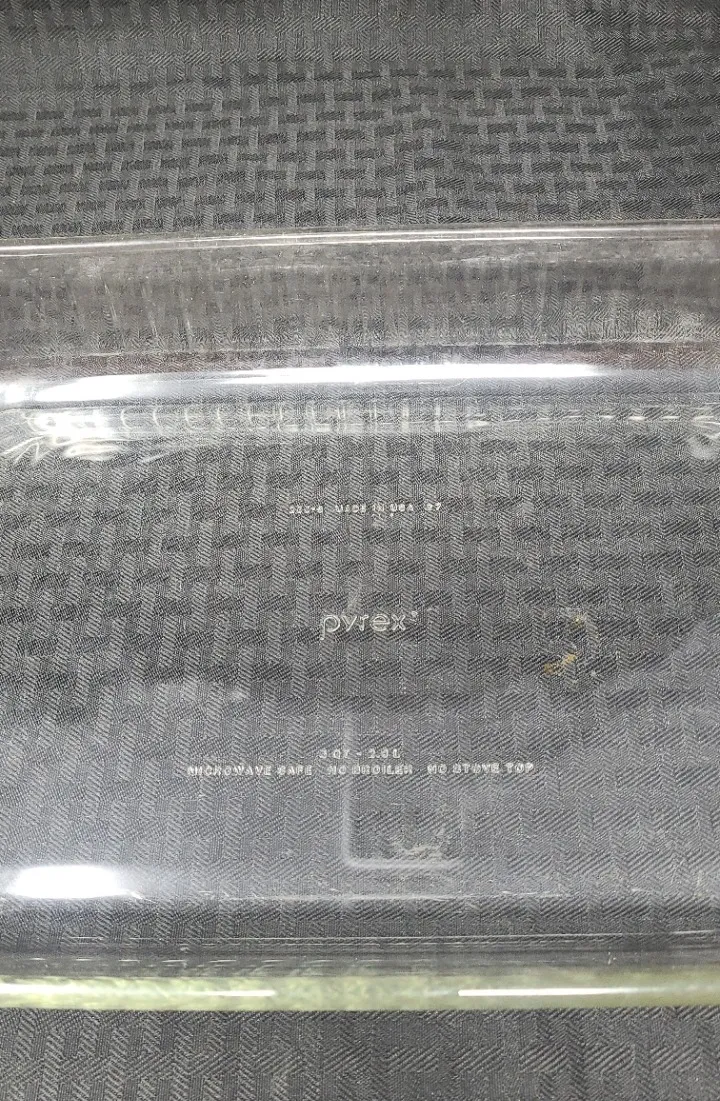 MADE IN USA
pyrex®
MICROWAVE SAFE · NO BROILER · NO STOVE TOP